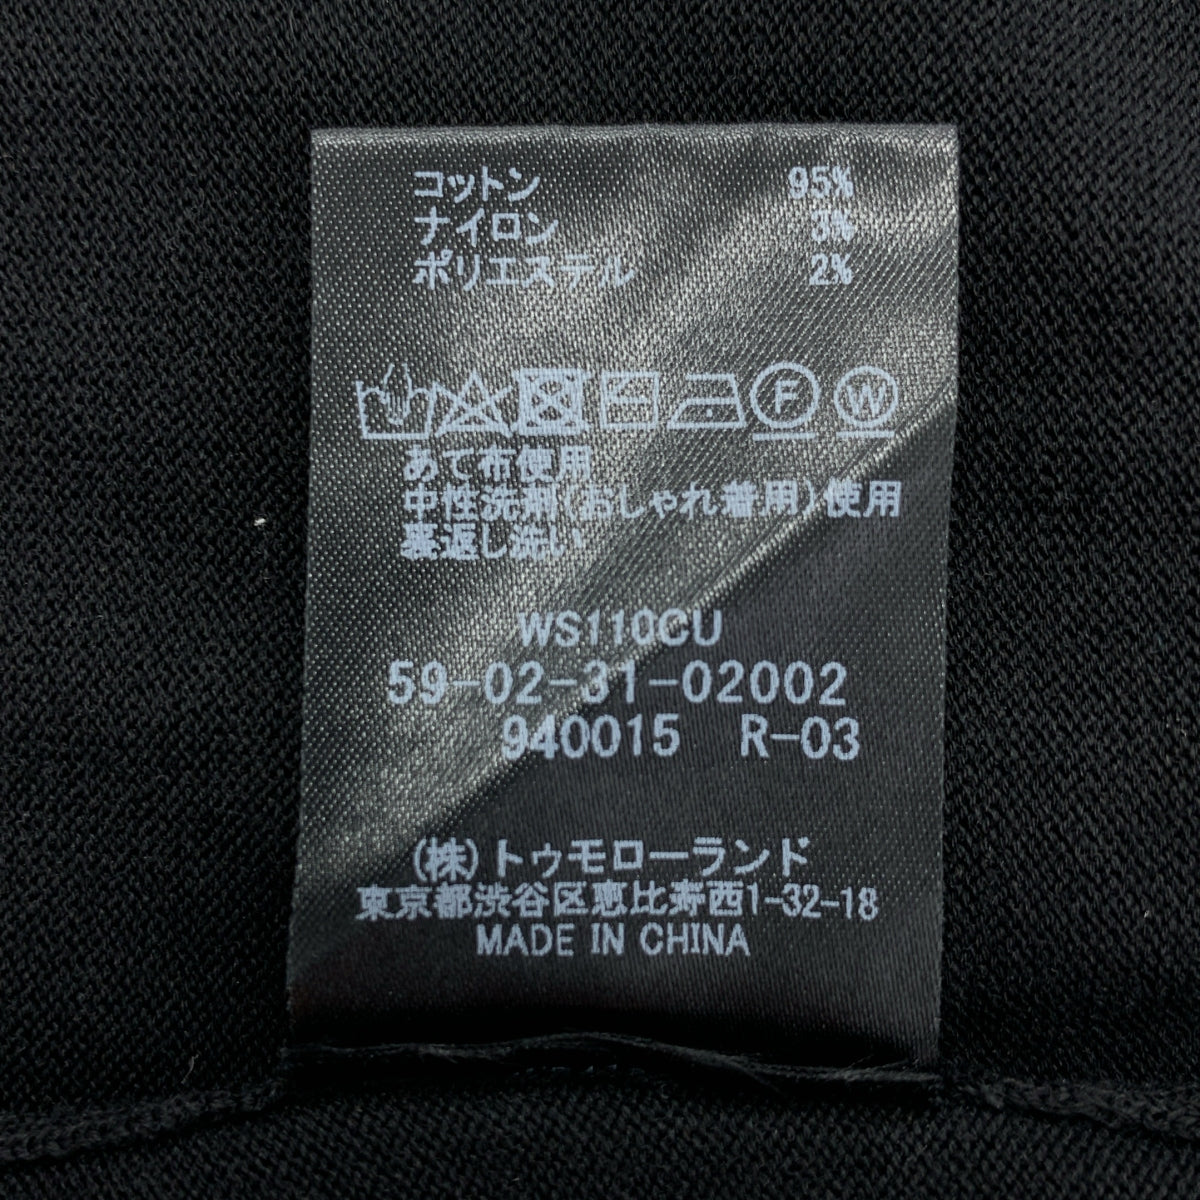 コットン 95%
ナイロン 3%
ポリエステル 2%
F W
あて布使用
中性洗剤(おしゃれ着用)使用
裏返し洗い
WS110CU
59-02-31-02002
940015 R-03
(株)トゥモローランド
東京都渋谷区恵比寿西1-32-18
MADE IN CHINA